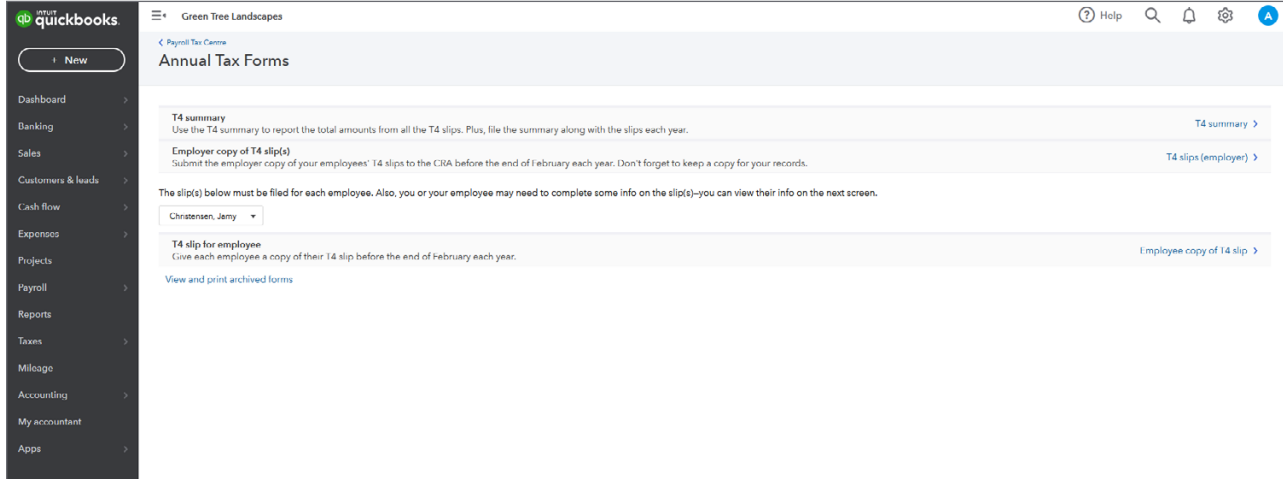 INTUIT
qb quickbooks.
Green Tree Landscapes
? Help
A
+ New
Payroll Tax Centre
Annual Tax Forms
Dashboard
Banking
Sales
Customers & leads
Cash flow
Expenses
Projects
Payroll
Reports
Taxes
Mileage
Accounting
My accountant
Apps
T4 summary
Use the T4 summary to report the total amounts from all the T4 slips. Plus, file the summary along with the slips each year.
T4 summary
Employer copy of T4 slip(s)
Submit the employer copy of your employees' T4 slips to the CRA before the end of February each year. Don't forget to keep a copy for your records.
T4 slips (employer)
The slip(s) below must be filed for each employee. Also, you or your employee may need to complete some info on the slip(s)–you can view their info on the next screen.
Christensen, Jamy
T4 slip for employee
Give each employee a copy of their T4 slip before the end of February each year.
Employee copy of T4 slip
View and print archived forms